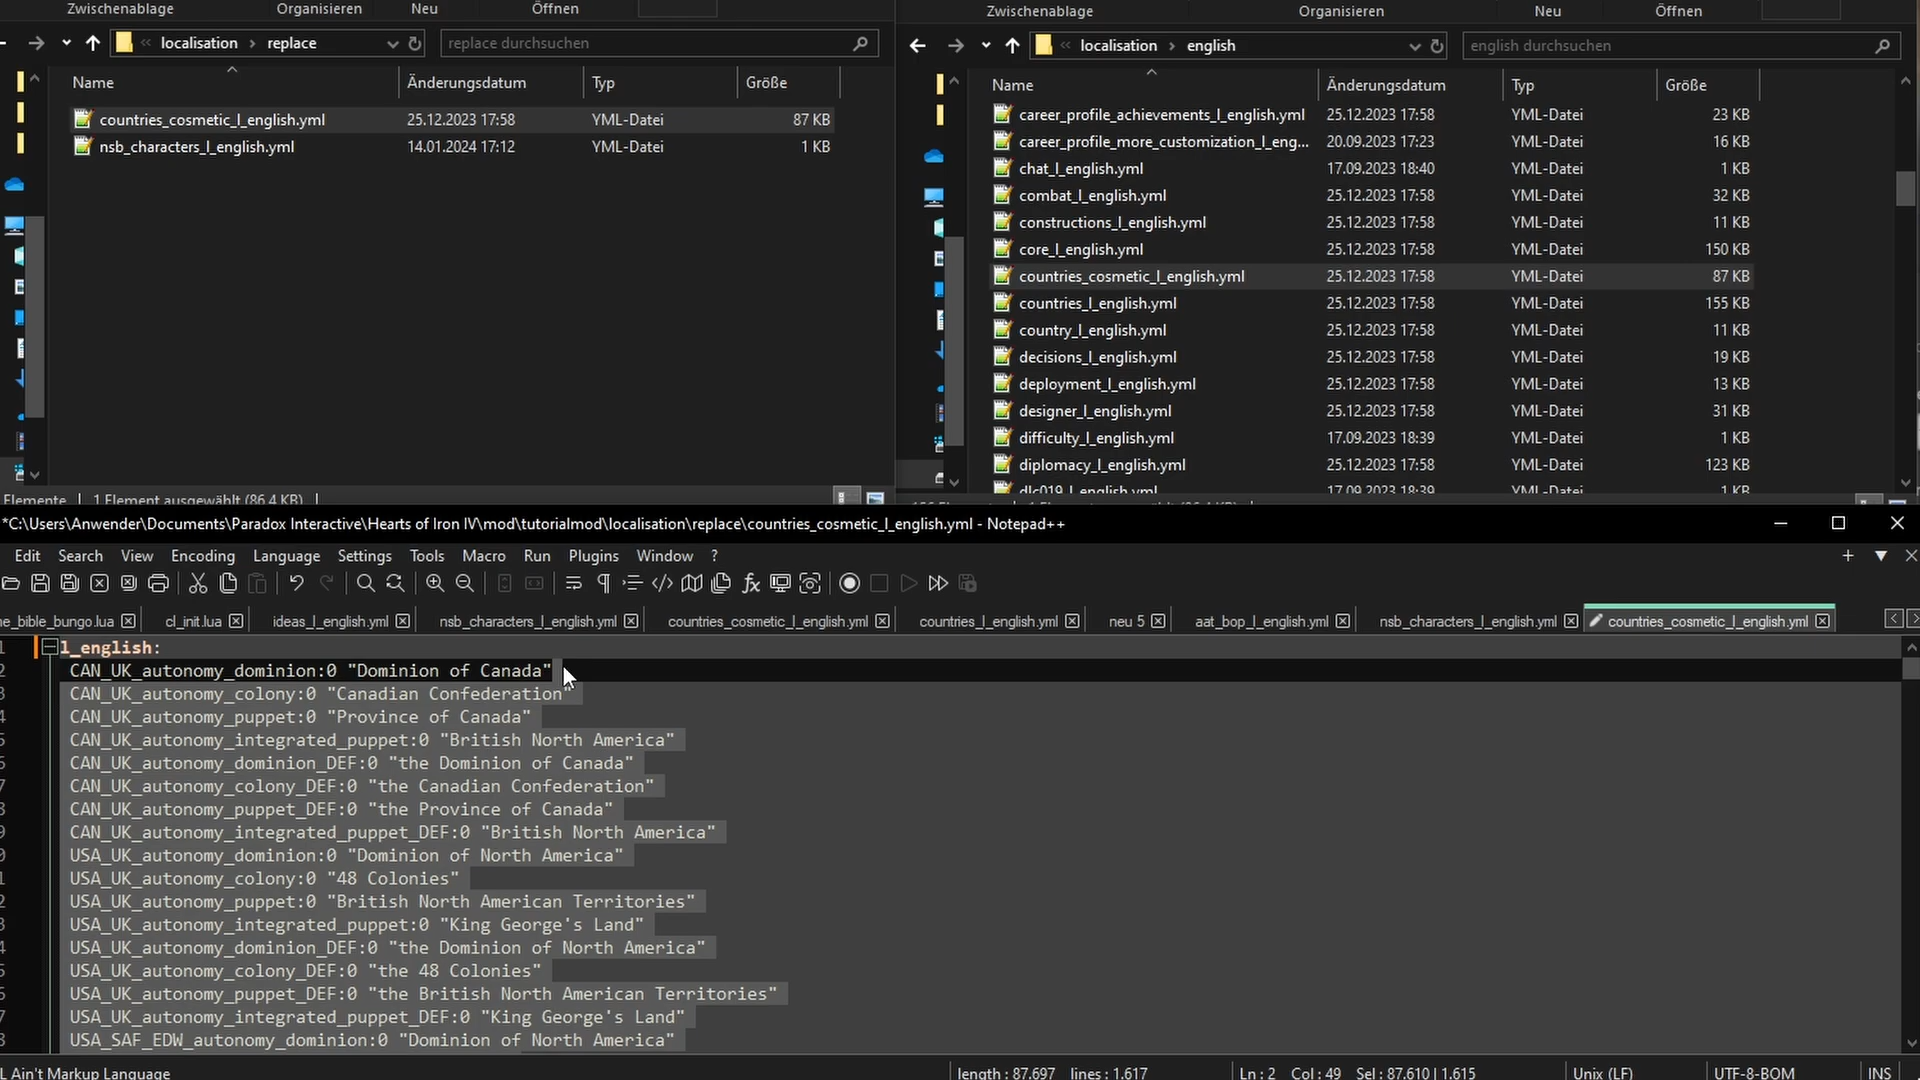 Zwischenablage Organisieren Neu Öffnen
localisation replace
replace durchsuchen
Name Änderungsdatum Typ Größe
countries_cosmetic_l_english.yml 25.12.2023 17:58 YML-Datei 87 KB
nsb_characters_l_english.yml 14.01.2024 17:12 YML-Datei 1 KB
Elemente 1 Element ausgewählt (86,4 KB)
Zwischenablage Organisieren Neu Öffnen
localisation english
english durchsuchen
Name Änderungsdatum Typ Größe
career_profile_achievements_l_english.yml 25.12.2023 17:58 YML-Datei 23 KB
career_profile_more_customization_l_eng... 20.09.2023 17:23 YML-Datei 16 KB
chat_l_english.yml 17.09.2023 18:40 YML-Datei 1 KB
combat_l_english.yml 25.12.2023 17:58 YML-Datei 32 KB
constructions_l_english.yml 25.12.2023 17:58 YML-Datei 11 KB
core_l_english.yml 25.12.2023 17:58 YML-Datei 150 KB
countries_cosmetic_l_english.yml 25.12.2023 17:58 YML-Datei 87 KB
countries_l_english.yml 25.12.2023 17:58 YML-Datei 155 KB
country_l_english.yml 25.12.2023 17:58 YML-Datei 11 KB
decisions_l_english.yml 25.12.2023 17:58 YML-Datei 19 KB
deployment_l_english.yml 25.12.2023 17:58 YML-Datei 13 KB
designer_l_english.yml 25.12.2023 17:58 YML-Datei 31 KB
difficulty_l_english.yml 17.09.2023 18:39 YML-Datei 1 KB
diplomacy_l_english.yml 25.12.2023 17:58 YML-Datei 123 KB
dlc019_l_english.yml 17.09.2023 18:39 YML-Datei 1 KB
*C:\Users\Anwender\Documents\Paradox Interactive\Hearts of Iron IV\mod\tutorialmod\localisation\replace\countries_cosmetic_l_english.yml - Notepad++
Edit Search View Encoding Language Settings Tools Macro Run Plugins Window ?
ne_bible_bungo.lua cl_init.lua ideas_l_english.yml nsb_characters_l_english.yml countries_cosmetic_l_english.yml countries_l_english.yml neu 5 aat_bop_l_english.yml nsb_characters_l_english.yml countries_cosmetic_l_english.yml
l_english:
CAN_UK_autonomy_dominion:0 "Dominion of Canada"
CAN_UK_autonomy_colony:0 "Canadian Confederation"
CAN_UK_autonomy_puppet:0 "Province of Canada"
CAN_UK_autonomy_integrated_puppet:0 "British North America"
CAN_UK_autonomy_dominion_DEF:0 "the Dominion of Canada"
CAN_UK_autonomy_colony_DEF:0 "the Canadian Confederation"
CAN_UK_autonomy_puppet_DEF:0 "the Province of Canada"
CAN_UK_autonomy_integrated_puppet_DEF:0 "British North America"
USA_UK_autonomy_dominion:0 "Dominion of North America"
USA_UK_autonomy_colony:0 "48 Colonies"
USA_UK_autonomy_puppet:0 "British North American Territories"
USA_UK_autonomy_integrated_puppet:0 "King George's Land"
USA_UK_autonomy_dominion_DEF:0 "the Dominion of North America"
USA_UK_autonomy_colony_DEF:0 "the 48 Colonies"
USA_UK_autonomy_puppet_DEF:0 "the British North American Territories"
USA_UK_autonomy_integrated_puppet_DEF:0 "King George's Land"
USA_SAF_EDW_autonomy_dominion:0 "Dominion of North America"
L Ain't Markup Language length : 87.697 lines : 1.617 Ln : 2 Col : 49 Sel : 87.610 | 1.615 Unix (LF) UTF-8-BOM INS